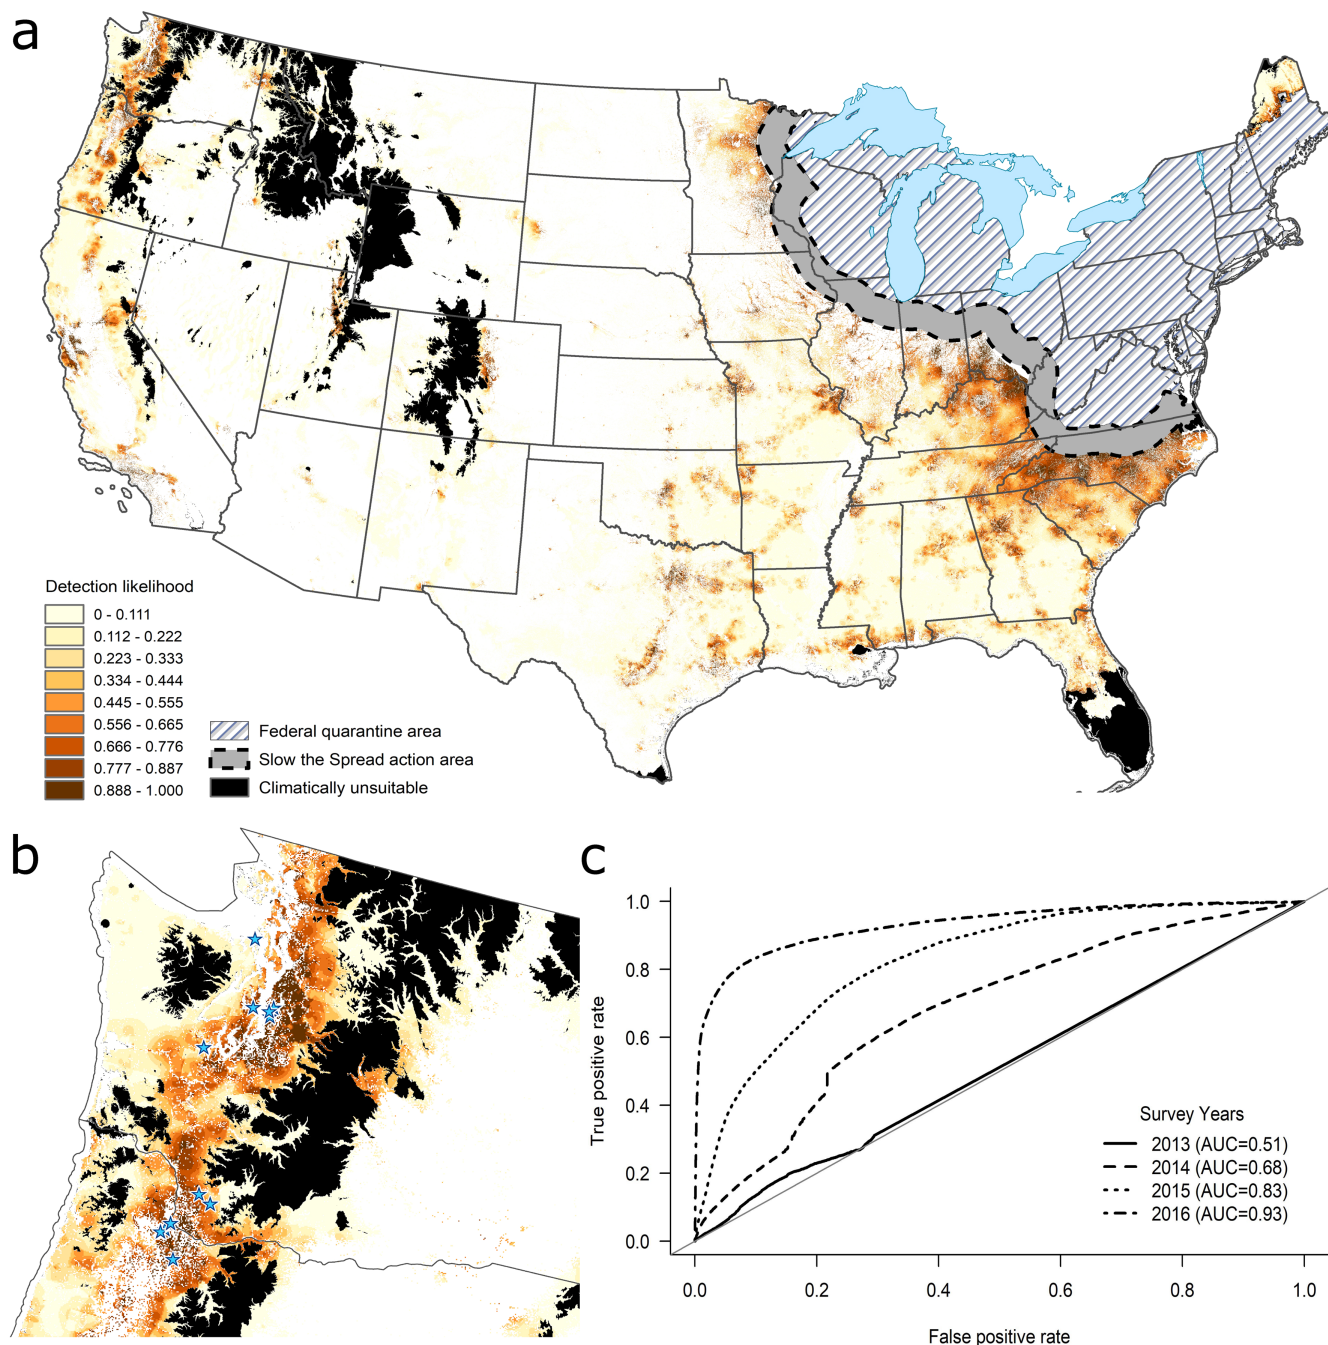 a
Detection likelihood
0 - 0.111
0.112 - 0.222
0.223 - 0.333
0.334 - 0.444
0.445 - 0.555
0.556 - 0.665
0.666 - 0.776
0.777 - 0.887
0.888 - 1.000
Federal quarantine area
Slow the Spread action area
Climatically unsuitable
b
c
True positive rate
1.0
0.8
0.6
0.4
0.2
0.0
Survey Years
2013 (AUC=0.51)
2014 (AUC=0.68)
2015 (AUC=0.83)
2016 (AUC=0.93)
0.0 0.2 0.4 0.6 0.8 1.0
False positive rate